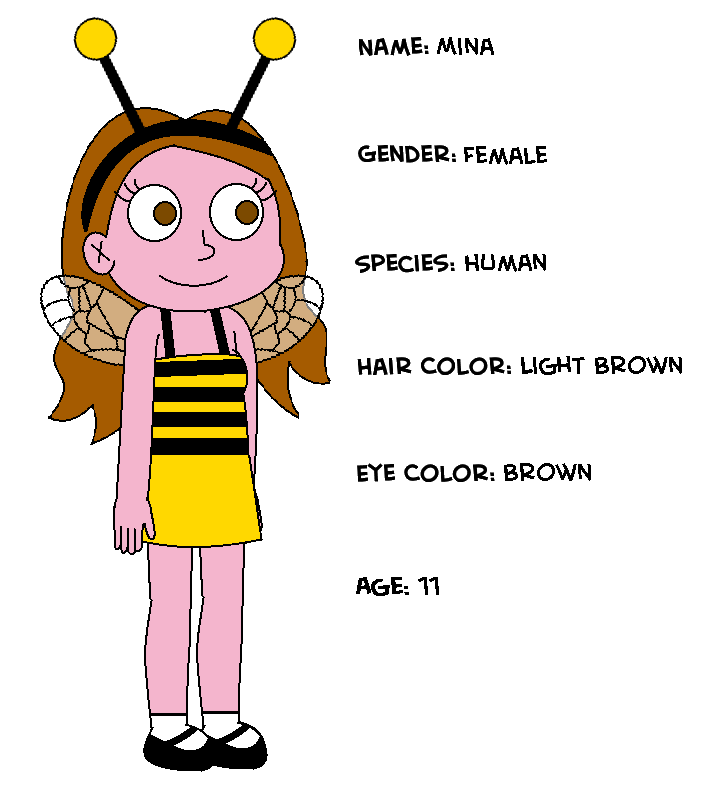 NAME: MINA
GENDER: FEMALE
SPECIES: HUMAN
HAIR COLOR: LIGHT BROWN
EYE COLOR: BROWN
AGE: 11